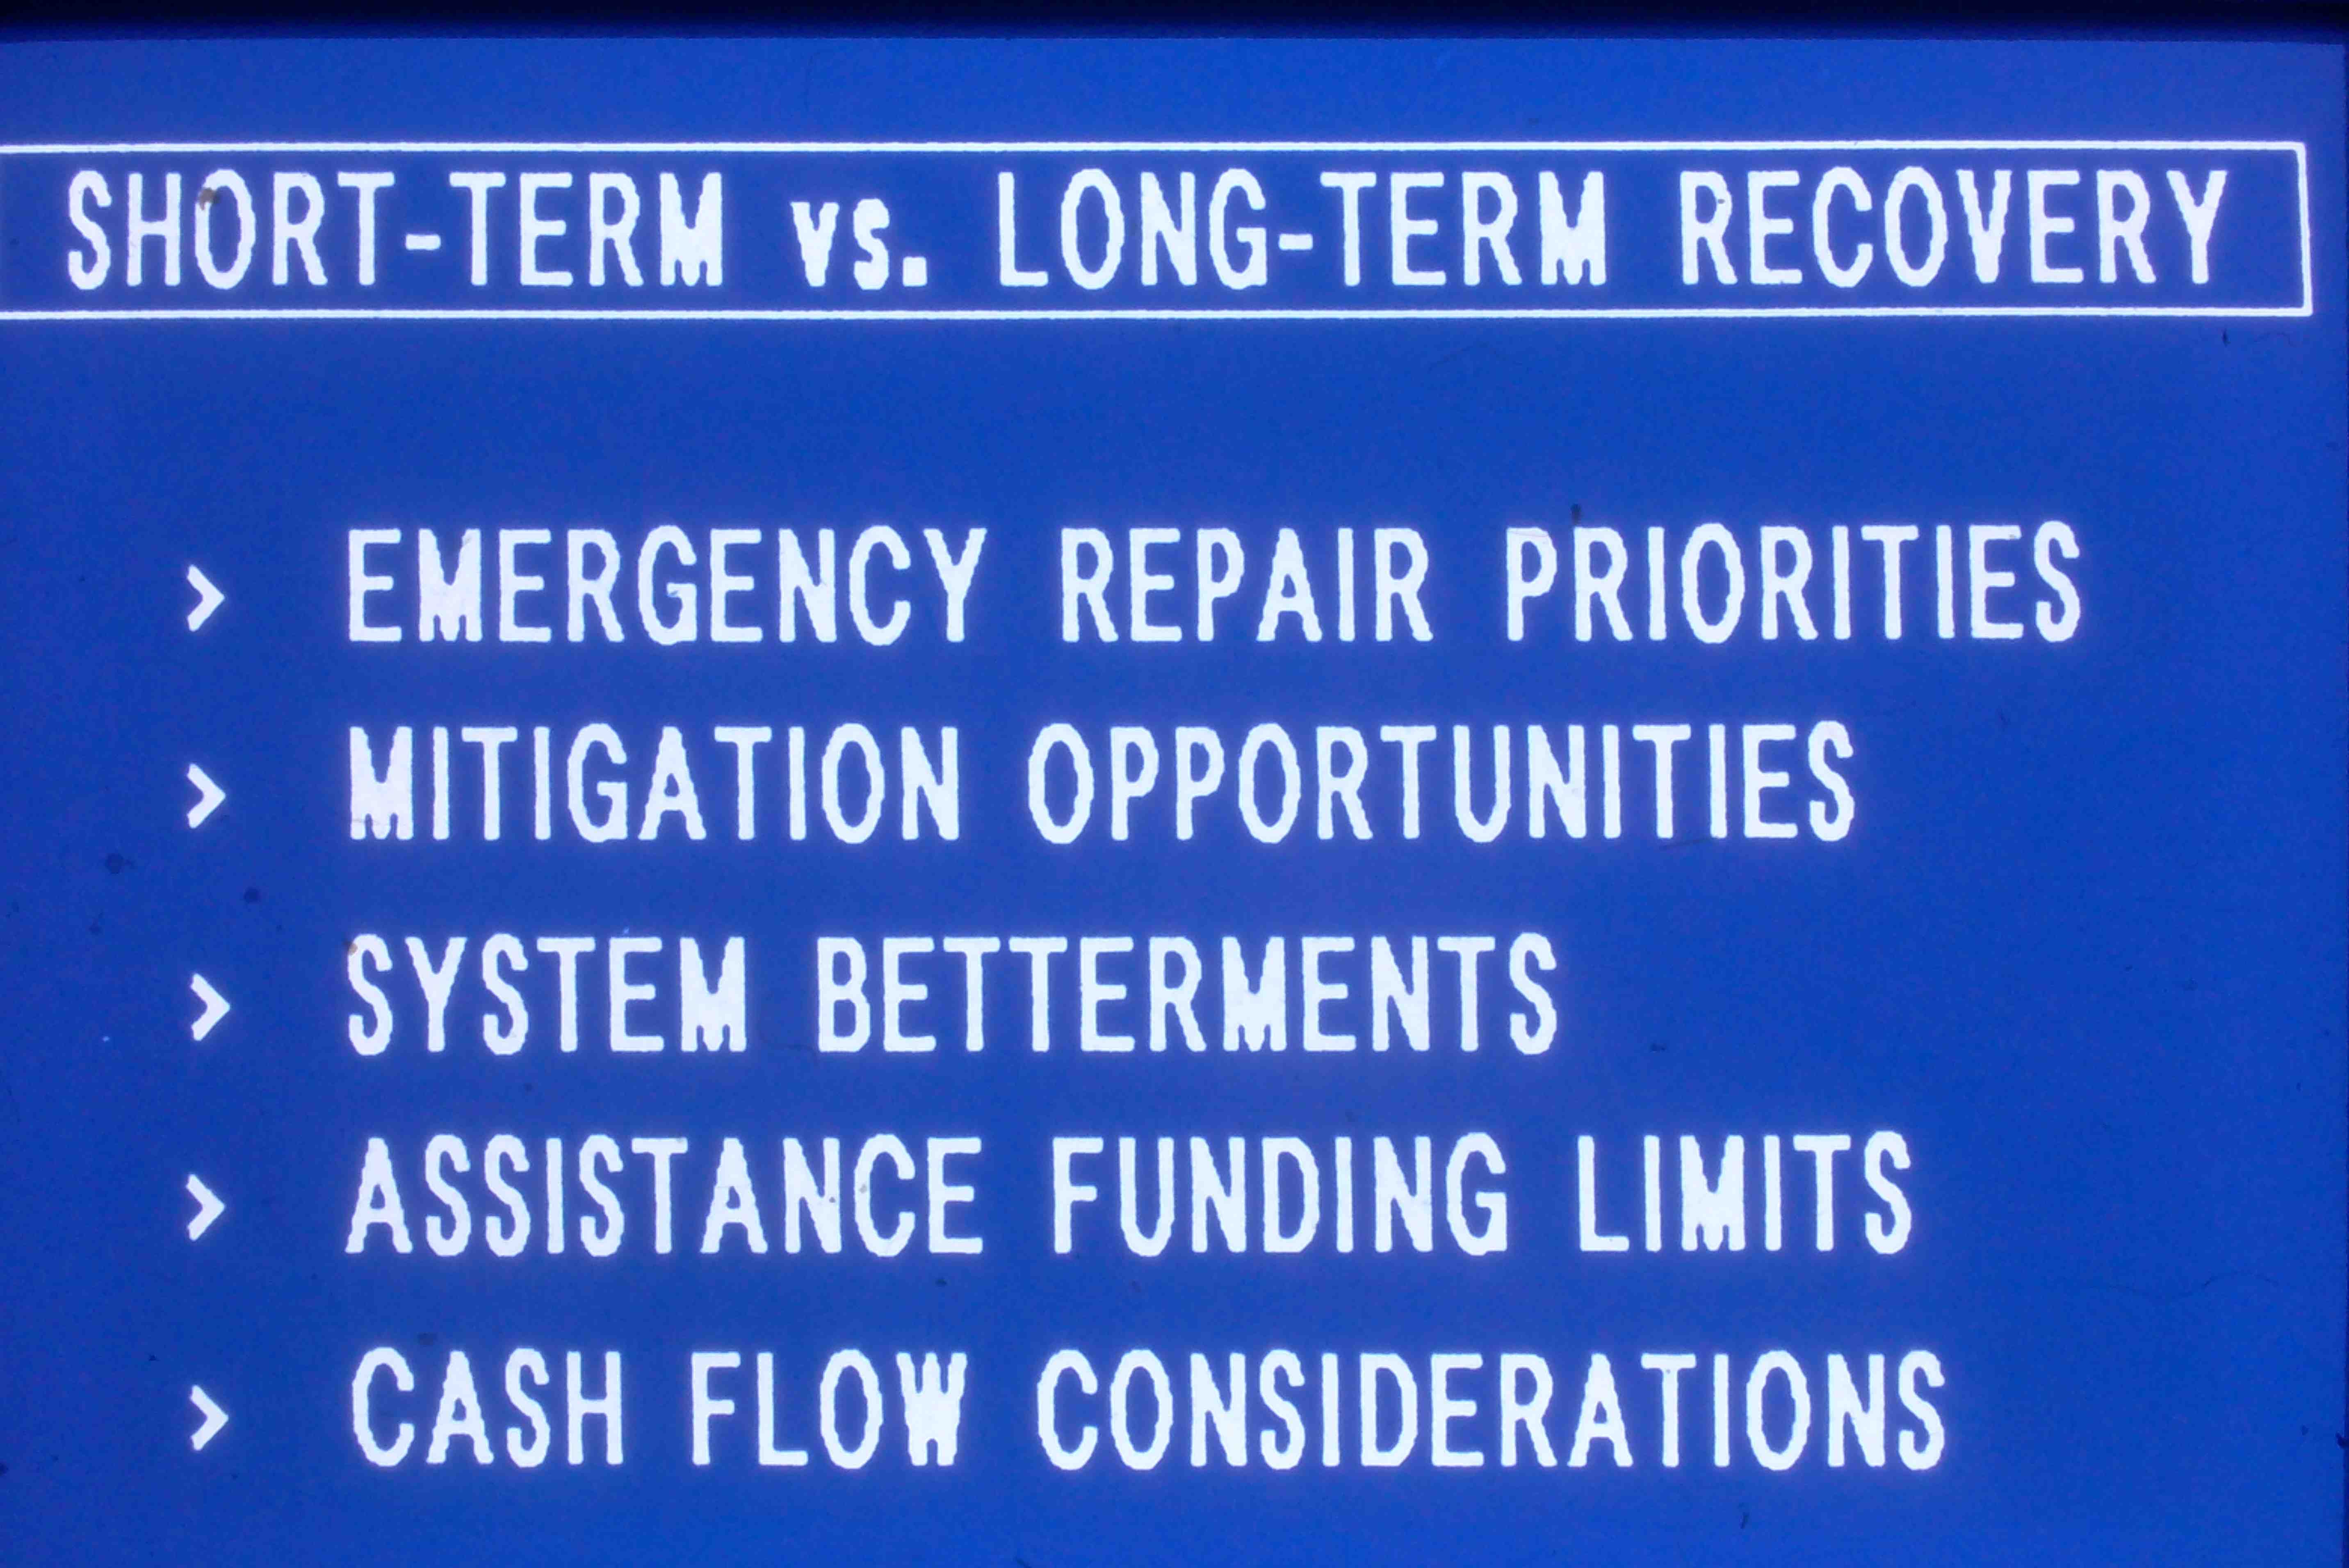 SHORT-TERM vs. LONG-TERM RECOVERY
> EMERGENCY REPAIR PRIORITIES
> MITIGATION OPPORTUNITIES
> SYSTEM BETTERMENTS
> ASSISTANCE FUNDING LIMITS
> CASH FLOW CONSIDERATIONS